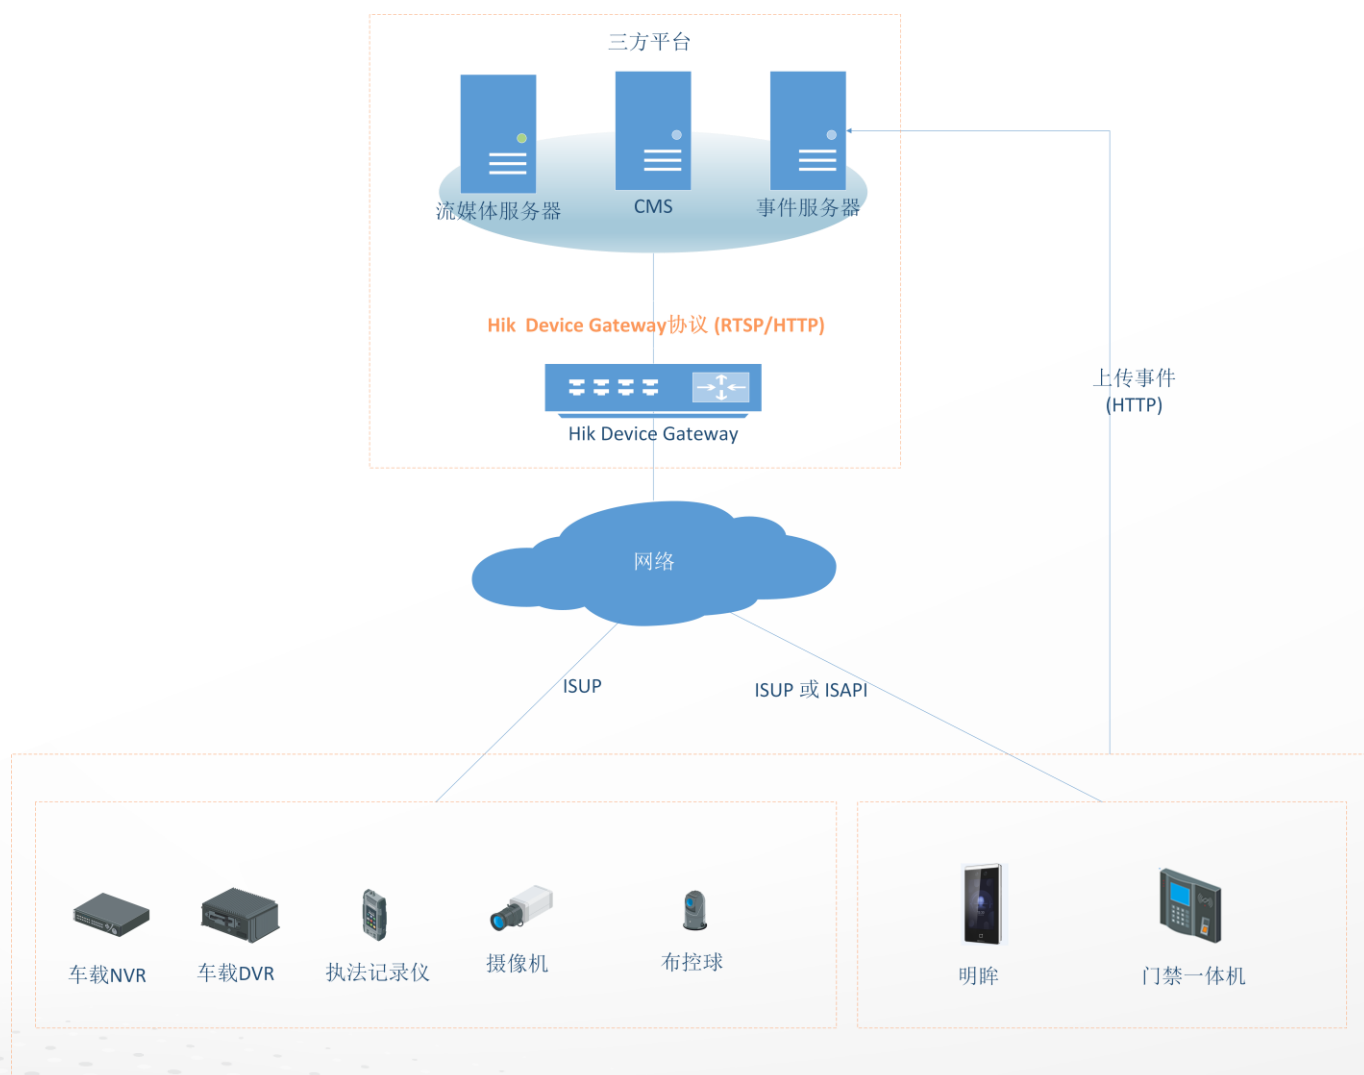 三方平台
流媒体服务器
CMS
事件服务器
Hik Device Gateway协议 (RTSP/HTTP)
上传事件
(HTTP)
Hik Device Gateway
网络
ISUP
ISUP 或 ISAPI
车载NVR
车载DVR
执法记录仪
摄像机
布控球
明眸
门禁一体机